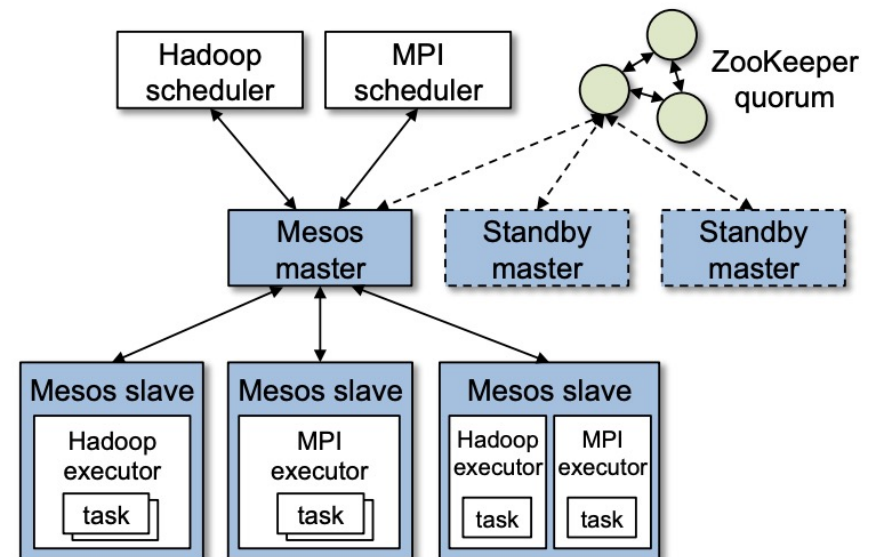 Hadoop
scheduler
MPI
scheduler
ZooKeeper
quorum
Mesos
master
Standby
master
Standby
master
Mesos slave
Hadoop
executor
task
Mesos slave
MPI
executor
task
Mesos slave
Hadoop
executor
task
MPI
executor
task